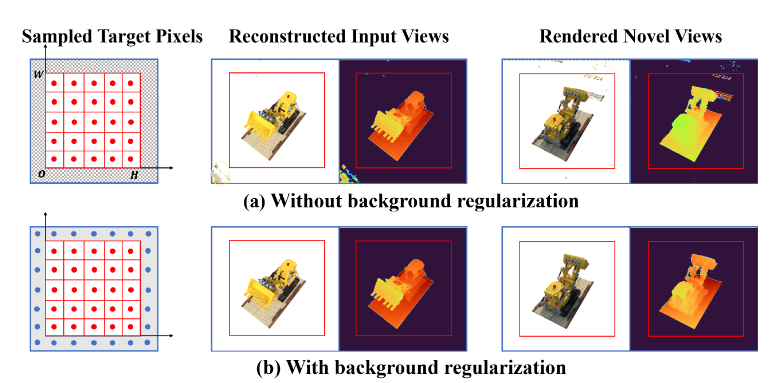 Sampled Target Pixels Reconstructed Input Views Rendered Novel Views
W
O H
(a) Without background regularization
(b) With background regularization